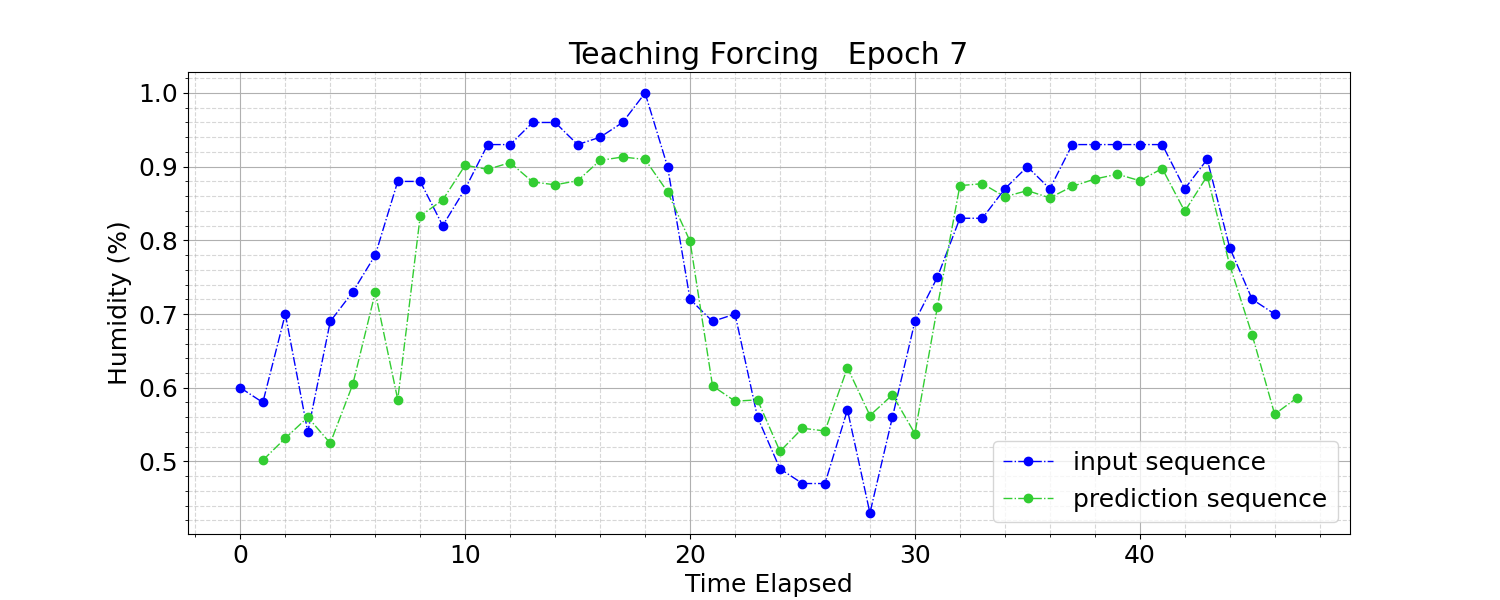 Teaching Forcing   Epoch 7
1.0
0.9
0.8
0.7
0.6
0.5
Humidity (%)
input sequence
prediction sequence
0 10 20 30 40
Time Elapsed